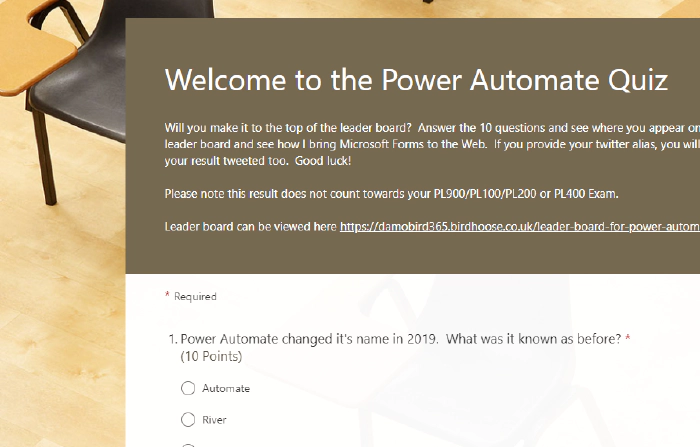 Welcome to the Power Automate Quiz
Will you make it to the top of the leader board?  Answer the 10 questions and see where you appear on
leader board and see how I bring Microsoft Forms to the Web.  If you provide your twitter alias, you will
your result tweeted too.  Good luck!
Please note this result does not count towards your PL900/PL100/PL200 or PL400 Exam.
Leader board can be viewed here https://damobird365.birdhoose.co.uk/leader-board-for-power-autom
* Required
1. Power Automate changed it's name in 2019.  What was it known as before? *
(10 Points)
Automate
River